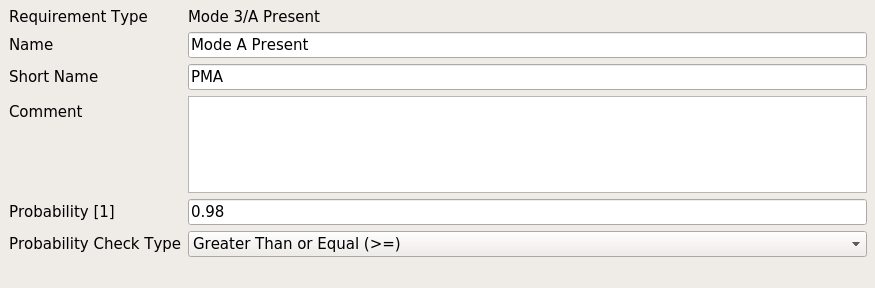 Requirement Type Mode 3/A Present
Name Mode A Present
Short Name PMA
Comment
Probability [1] 0.98
Probability Check Type Greater Than or Equal (>=)